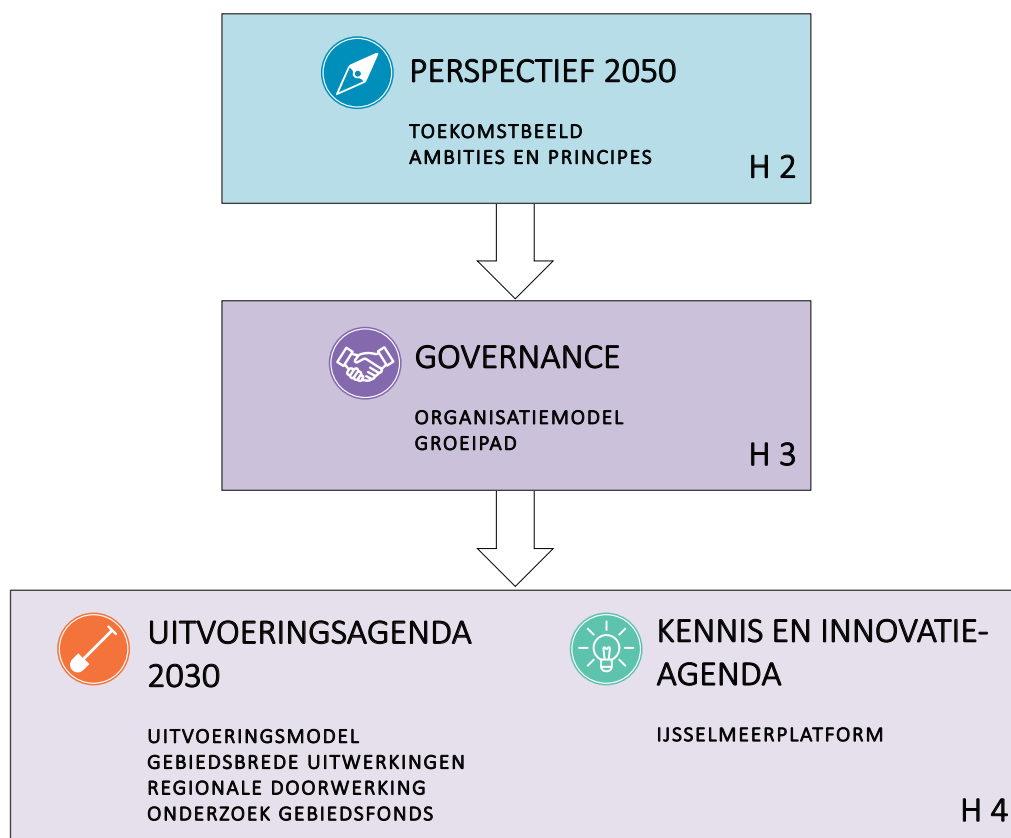 PERSPECTIEF 2050
TOEKOMSTBEELD
AMBITIES EN PRINCIPES
H 2
GOVERNANCE
ORGANISATIEMODEL
GROEIPAD
H 3
UITVOERINGSAGENDA
2030
UITVOERINGSMODEL
GEBIEDSBREDE UITWERKINGEN
REGIONALE DOORWERKING
ONDERZOEK GEBIEDSFONDS
KENNIS EN INNOVATIE-
AGENDA
IJSSELMEERPLATFORM
H 4